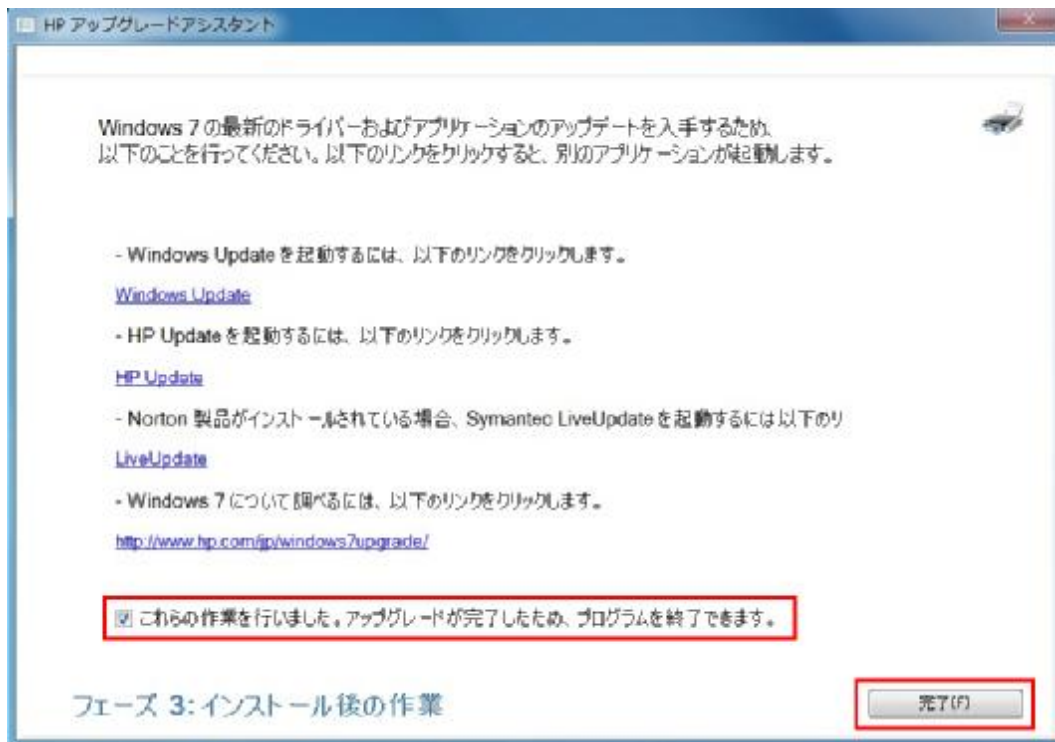 HP アップグレードアシスタント
Windows 7 の最新のドライバーおよびアプリケーションのアップデートを入手するため、
以下のことを行ってください。以下のリンクをクリックすると、別のアプリケーションが起動します。
- Windows Update を起動するには、以下のリンクをクリックします。
Windows Update
- HP Update を起動するには、以下のリンクをクリックします。
HP Update
- Norton 製品がインストールされている場合、Symantec LiveUpdate を起動するには以下のリ
LiveUpdate
- Windows 7 について調べるには、以下のリンクをクリックします。
http://www.hp.com/jp/windows7upgrade/
これらの作業を行いました。アップグレードが完了したため、プログラムを終了できます。
フェーズ 3: インストール後の作業
完了(F)